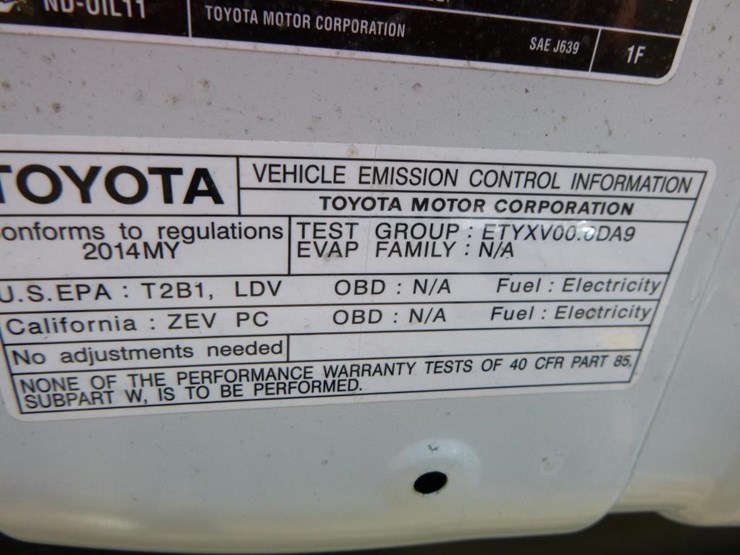 ND-OIL11
TOYOTA MOTOR CORPORATION
SAE J639
1F
TOYOTA
VEHICLE EMISSION CONTROL INFORMATION
TOYOTA MOTOR CORPORATION
onforms to regulations
2014MY
TEST GROUP : ETYXV00.0DA9
EVAP FAMILY : N/A
U.S.EPA : T2B1, LDV OBD : N/A Fuel : Electricity
California : ZEV PC OBD : N/A Fuel : Electricity
No adjustments needed
NONE OF THE PERFORMANCE WARRANTY TESTS OF 40 CFR PART 85,
SUBPART W, IS TO BE PERFORMED.